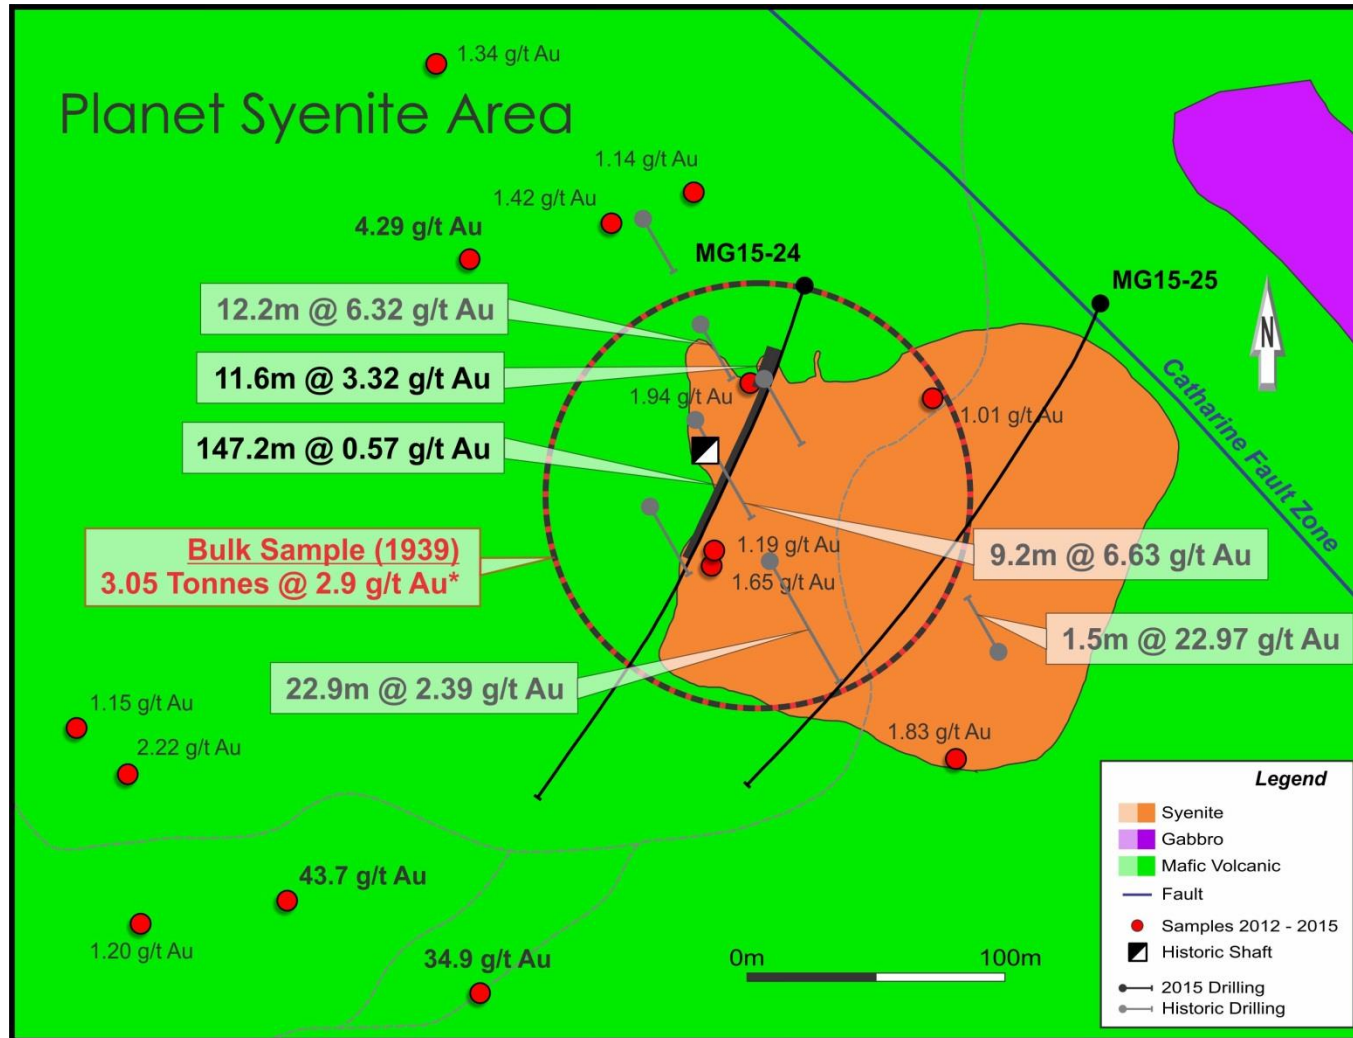 1.34 g/t Au
Planet Syenite Area
1.14 g/t Au
1.42 g/t Au
4.29 g/t Au
MG15-24
MG15-25
12.2m @ 6.32 g/t Au
N
11.6m @ 3.32 g/t Au
1.94 g/t Au
1.01 g/t Au
147.2m @ 0.57 g/t Au
Catharine Fault Zone
Bulk Sample (1939)
3.05 Tonnes @ 2.9 g/t Au*
1.19 g/t Au
1.65 g/t Au
9.2m @ 6.63 g/t Au
1.5m @ 22.97 g/t Au
22.9m @ 2.39 g/t Au
1.15 g/t Au
2.22 g/t Au
1.83 g/t Au
43.7 g/t Au
1.20 g/t Au
34.9 g/t Au
0m
100m
Legend
Syenite
Gabbro
Mafic Volcanic
Fault
Samples 2012 - 2015
Historic Shaft
2015 Drilling
Historic Drilling